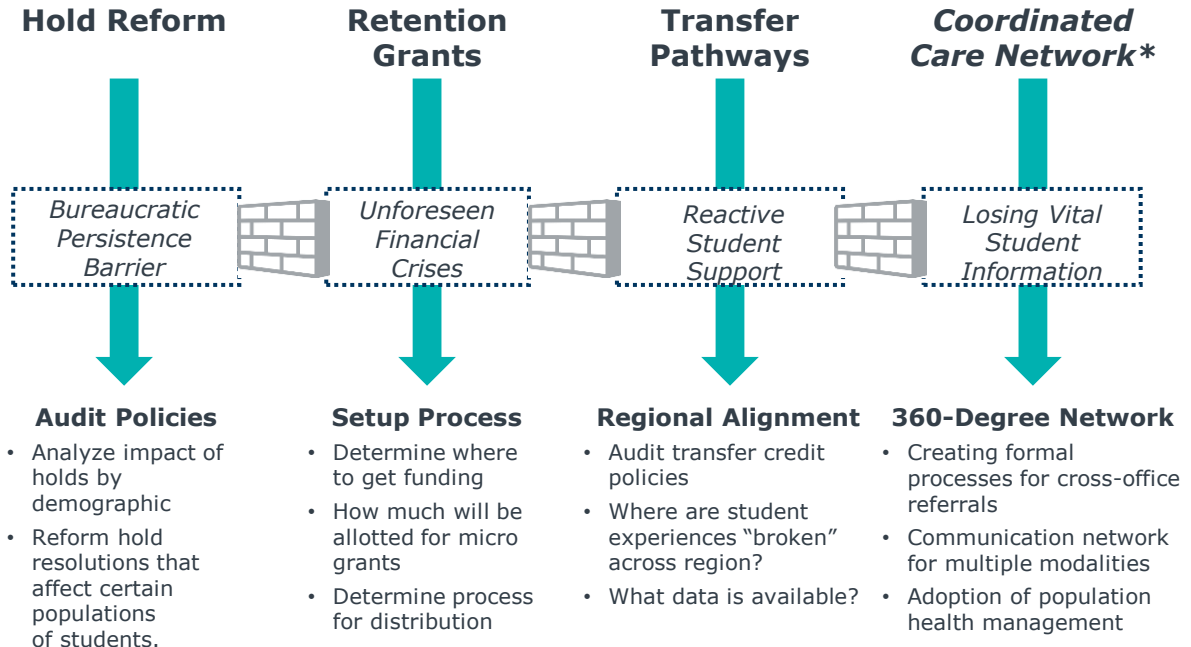 Hold Reform
Retention
Grants
Transfer
Pathways
Coordinated
Care Network*
Bureaucratic
Persistence
Barrier
Unforeseen
Financial
Crises
Reactive
Student
Support
Losing Vital
Student
Information
Audit Policies
• Analyze impact of
holds by
demographic
• Reform hold
resolutions that
affect certain
populations
of students.
Setup Process
• Determine where
to get funding
• How much will be
allotted for micro
grants
• Determine process
for distribution
Regional Alignment
• Audit transfer credit
policies
• Where are student
experiences “broken”
across region?
• What data is available?
360-Degree Network
• Creating formal
processes for cross-office
referrals
• Communication network
for multiple modalities
• Adoption of population
health management